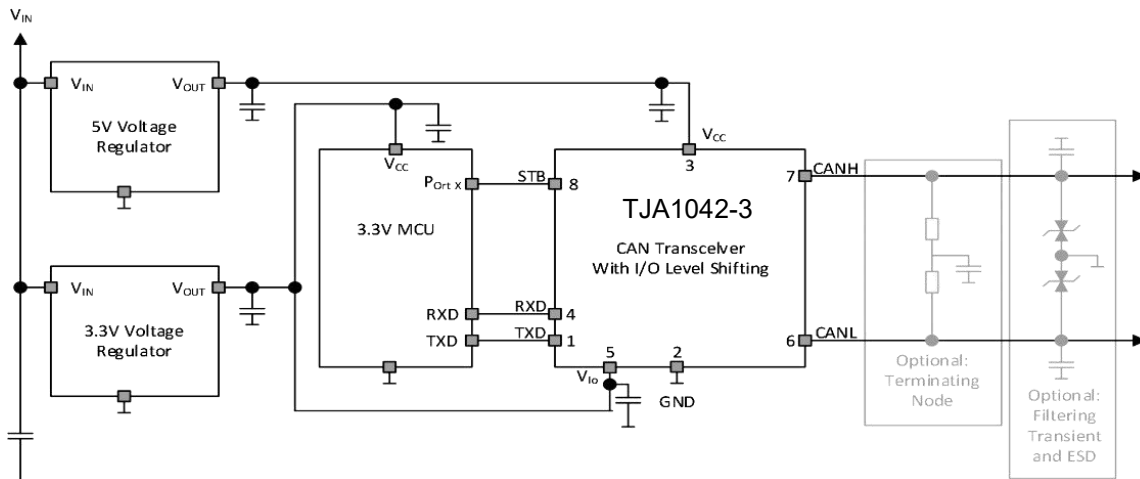 VIN
VIN
VOUT
5V Voltage
Regulator
VCC
POrt X
3.3V MCU
RXD
TXD
STB
8
VCC
3
TJA1042-3
CAN Transcelver
With I/O Level Shifting
RXD
4
TXD
1
5
VIo
2
GND
7
CANH
6
CANL
VIN
VOUT
3.3V Voltage
Regulator
Optional:
Terminating
Node
Optional:
Filtering
Transient
and ESD